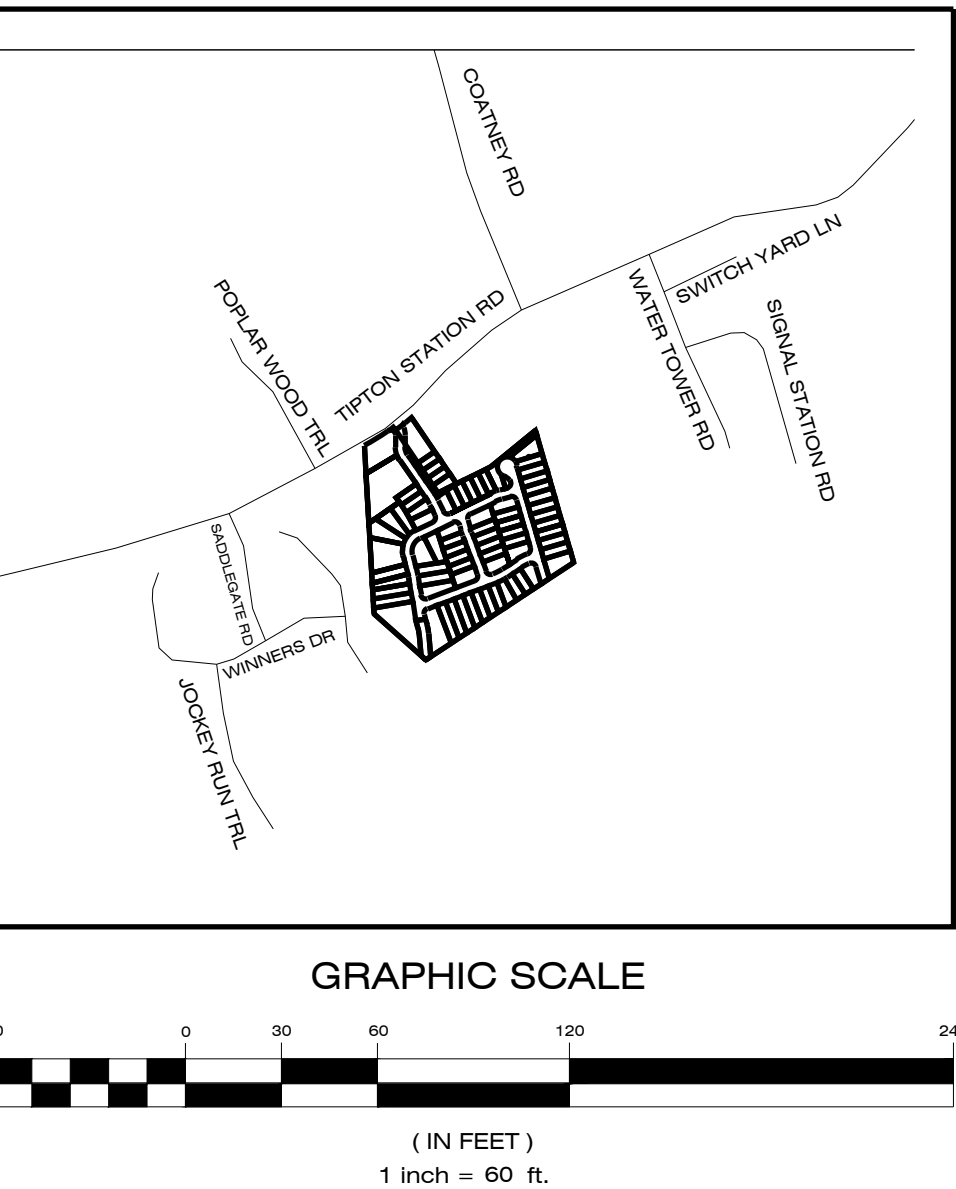 COATNEY RD
SWITCH YARD LN
POPLAR WOOD TRL
TIPTON STATION RD
WATER TOWER RD
SIGNAL STATION RD
SADDLEGATE RD
WINNERS DR
JOCKEY RUN TRL
GRAPHIC SCALE
0 30 60 120
( IN FEET )
1 inch = 60 ft.